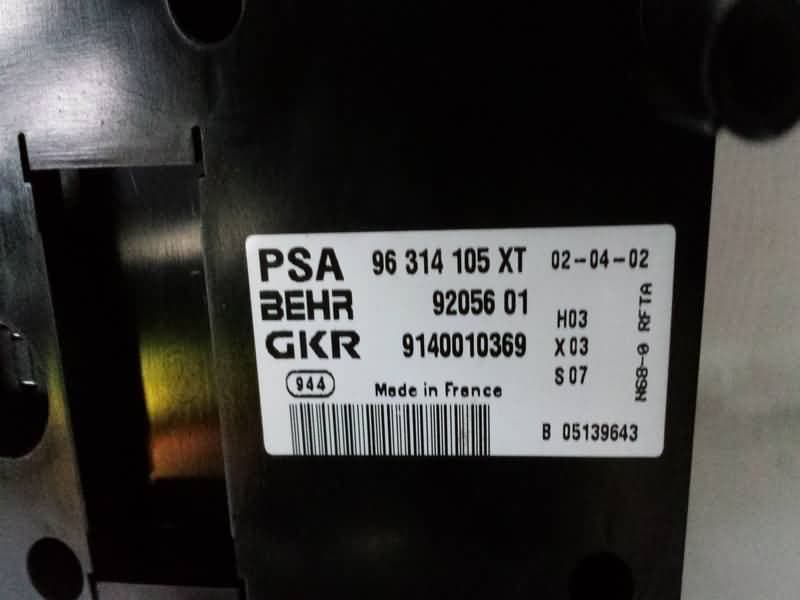 PSA 96 314 105 XT 02-04-02
BEHR 92056 01 H03
GKR 9140010369 X03
944 Made in France S07
N68-0 RFTA
B 05139643